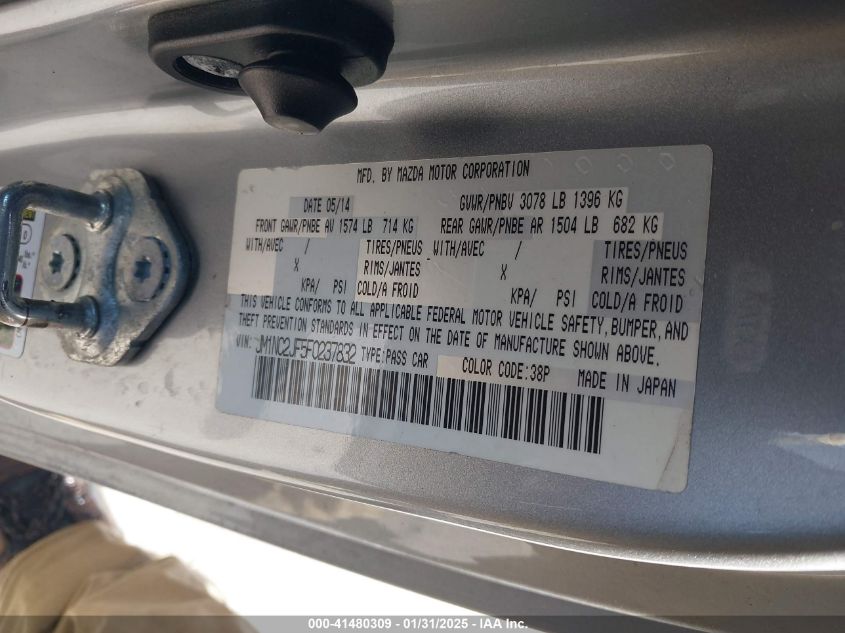 MFD. BY MAZDA MOTOR CORPORATION
DATE 05/14 GVWR/PNBV 3078 LB 1396 KG
FRONT GAWR/PNBE AV 1574 LB 714 KG REAR GAWR/PNBE AR 1504 LB 682 KG
WITH/AVEC / TIRES/PNEUS WITH/AVEC / TIRES/PNEUS
X RIMS/JANTES X RIMS/JANTES
KPA/ PSI COLD/A FROID KPA/ PSI COLD/A FROID
THIS VEHICLE CONFORMS TO ALL APPLICABLE FEDERAL MOTOR VEHICLE SAFETY, BUMPER, AND
THEFT PREVENTION STANDARDS IN EFFECT ON THE DATE OF MANUFACTURE SHOWN ABOVE.
VIN: JM1NC2JF5F0237832 TYPE:PASS CAR COLOR CODE:38P MADE IN JAPAN
000-41480309 | 01/31/2025 - IAA Inc.